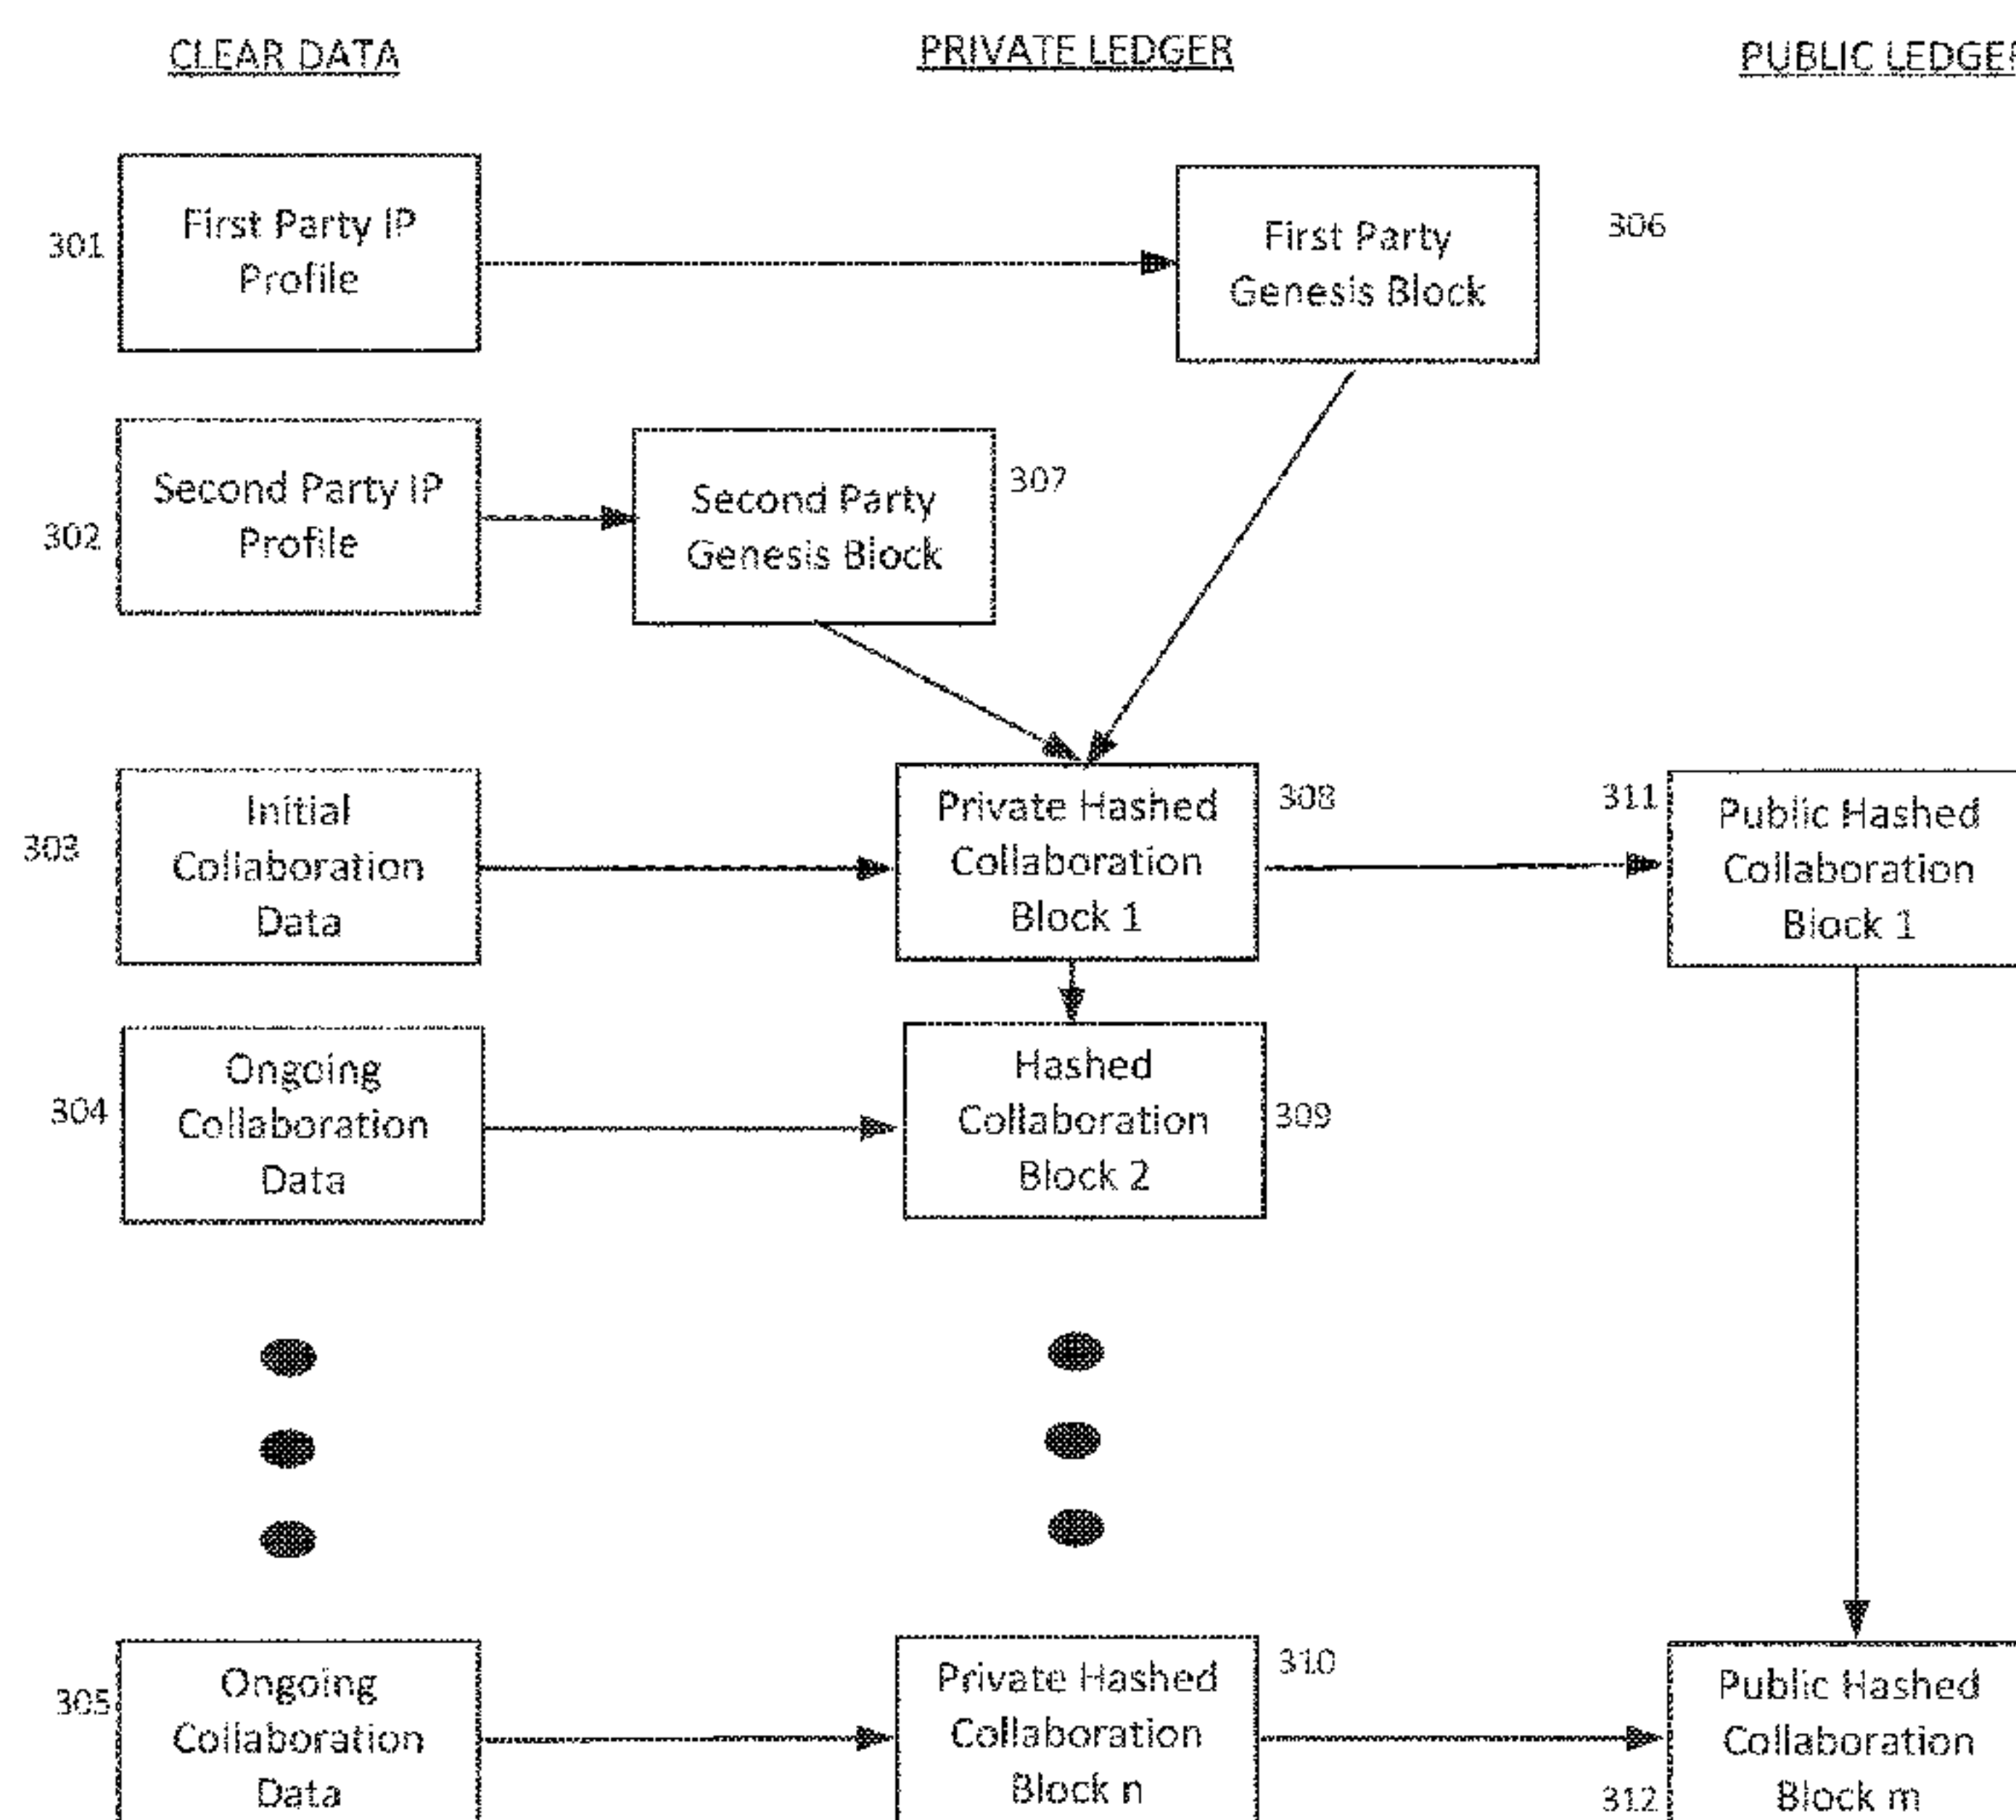 CLEAR DATA
PRIVATE LEDGER
PUBLIC LEDGER
301
First Party IP
Profile
First Party
Genesis Block
306
302
Second Party IP
Profile
Second Party
Genesis Block
307
303
Initial
Collaboration
Data
Private Hashed
Collaboration
Block 1
308
311
Public Hashed
Collaboration
Block 1
304
Ongoing
Collaboration
Data
Hashed
Collaboration
Block 2
309
305
Ongoing
Collaboration
Data
Private Hashed
Collaboration
Block n
310
312
Public Hashed
Collaboration
Block m